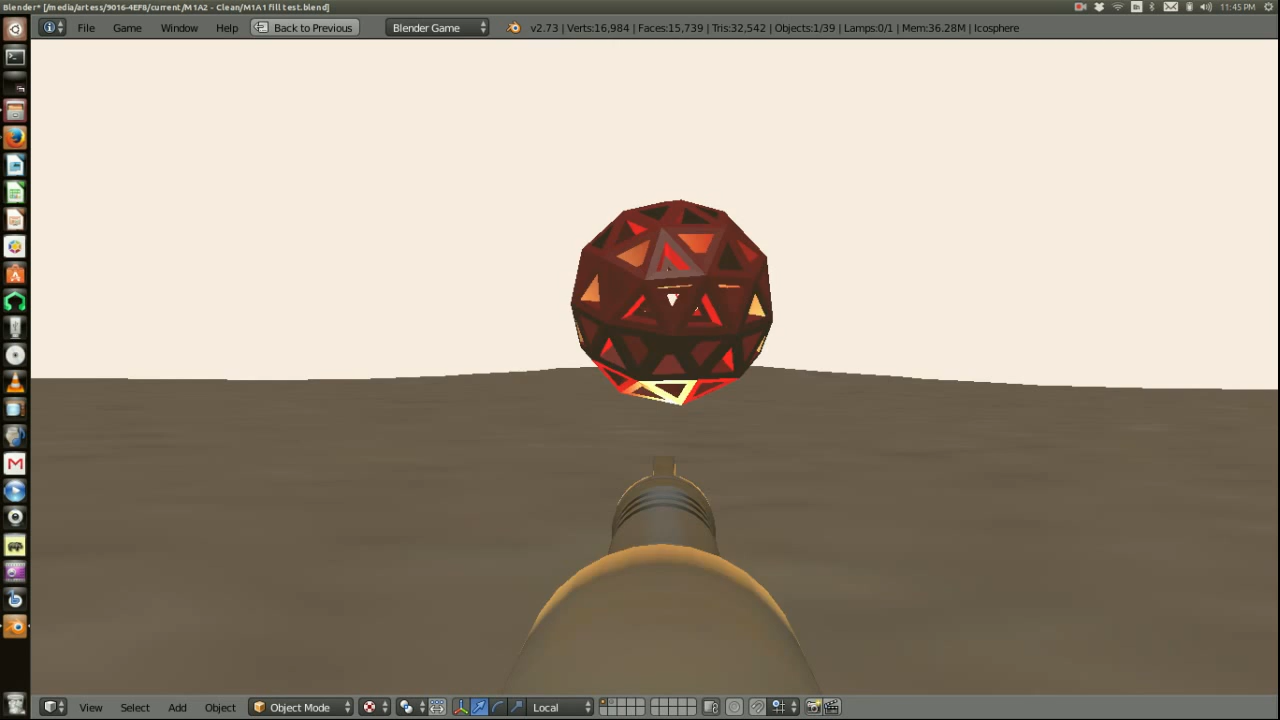 Blender* [/media/artess/9016-4EF8/current/M1A2 - Clean/M1A1 fill test.blend]
En
11:45 PM
File Game Window Help Back to Previous Blender Game v2.73 | Verts:16,984 | Faces:15,739 | Tris:32,542 | Objects:1/39 | Lamps:0/1 | Mem:36.28M | Icosphere
View Select Add Object Object Mode Local